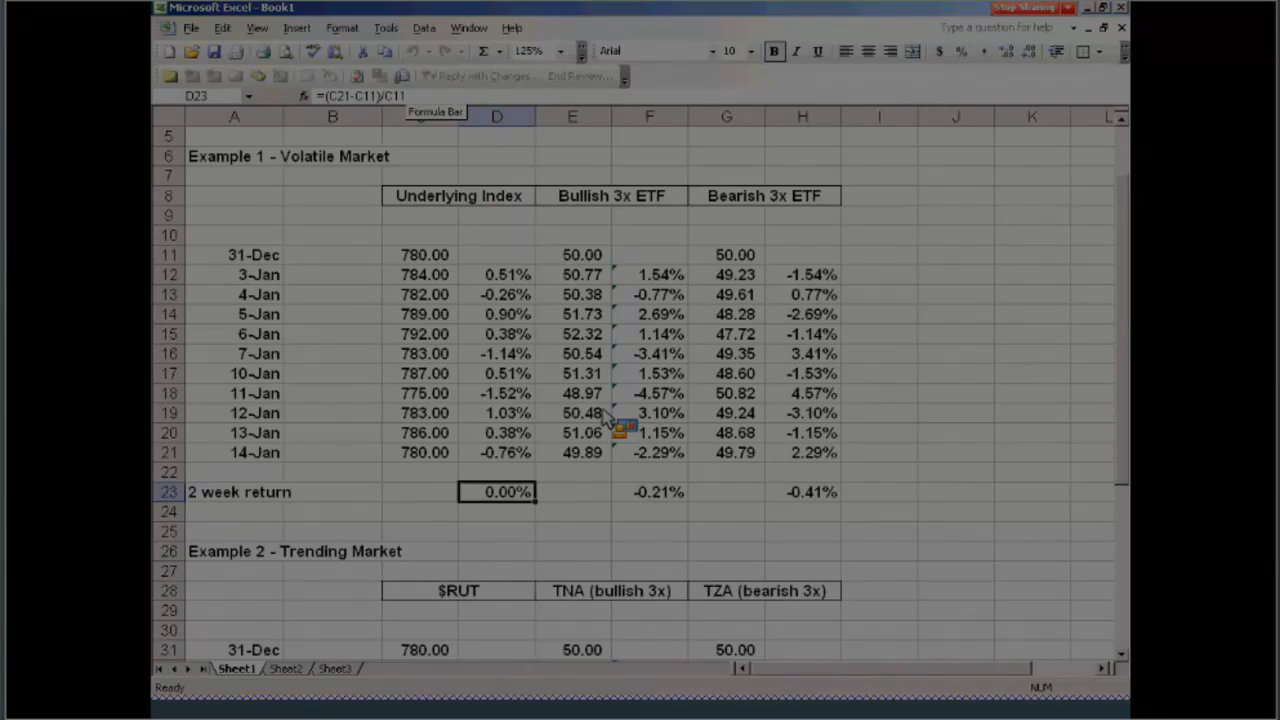 Microsoft Excel - Book1
Stop Sharing
File Edit View Insert Format Tools Data Window Help
Type a question for help
Σ 125% Arial 10 B I U $ % ,
Reply with Changes... End Review...
D23 fx =(C21-C11)/C11
Formula Bar
A B C D E F G H I J K L
5
6 Example 1 - Volatile Market
7
8 Underlying Index Bullish 3x ETF Bearish 3x ETF
9
10
11 31-Dec 780.00 50.00 50.00
12 3-Jan 784.00 0.51% 50.77 1.54% 49.23 -1.54%
13 4-Jan 782.00 -0.26% 50.38 -0.77% 49.61 0.77%
14 5-Jan 789.00 0.90% 51.73 2.69% 48.28 -2.69%
15 6-Jan 792.00 0.38% 52.32 1.14% 47.72 -1.14%
16 7-Jan 783.00 -1.14% 50.54 -3.41% 49.35 3.41%
17 10-Jan 787.00 0.51% 51.31 1.53% 48.60 -1.53%
18 11-Jan 775.00 -1.52% 48.97 -4.57% 50.82 4.57%
19 12-Jan 783.00 1.03% 50.48 3.10% 49.24 -3.10%
20 13-Jan 786.00 0.38% 51.06 1.15% 48.68 -1.15%
21 14-Jan 780.00 -0.76% 49.89 -2.29% 49.79 2.29%
22
23 2 week return 0.00% -0.21% -0.41%
24
25
26 Example 2 - Trending Market
27
28 $RUT TNA (bullish 3x) TZA (bearish 3x)
29
30
31 31-Dec 780.00 50.00 50.00
Sheet1 Sheet2 Sheet3
Ready NUM